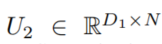 U₂ ∈ ℝ^{D₁×N}